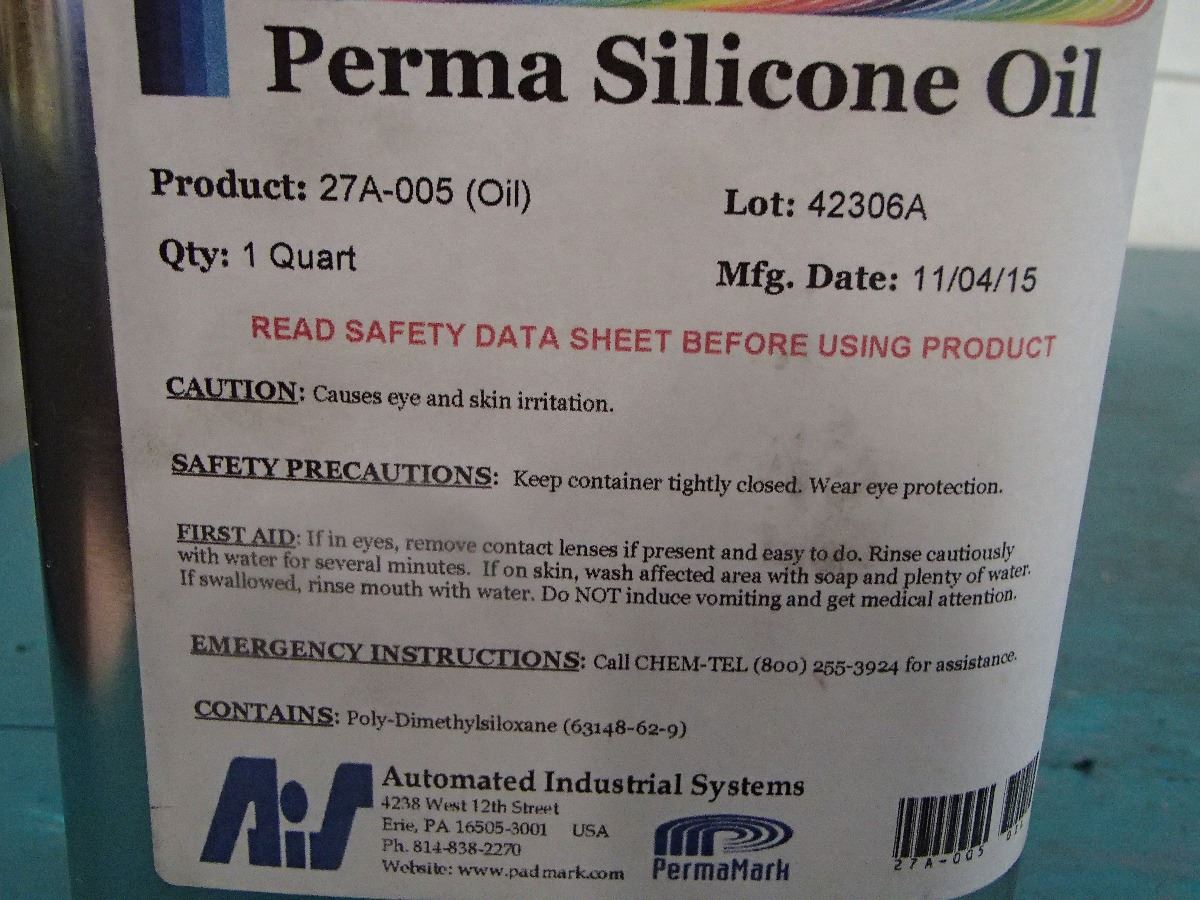 Perma Silicone Oil
Product: 27A-005 (Oil)
Lot: 42306A
Qty: 1 Quart
Mfg. Date: 11/04/15
READ SAFETY DATA SHEET BEFORE USING PRODUCT
CAUTION: Causes eye and skin irritation.
SAFETY PRECAUTIONS: Keep container tightly closed. Wear eye protection.
FIRST AID: If in eyes, remove contact lenses if present and easy to do. Rinse cautiously
with water for several minutes. If on skin, wash affected area with soap and plenty of water.
If swallowed, rinse mouth with water. Do NOT induce vomiting and get medical attention.
EMERGENCY INSTRUCTIONS: Call CHEM-TEL (800) 255-3924 for assistance.
CONTAINS: Poly-Dimethylsiloxane (63148-62-9)
AiS
Automated Industrial Systems
4238 West 12th Street
Erie, PA 16505-3001 USA
Ph. 814-838-2270
Website: www.padmark.com
PermaMark
27A-005